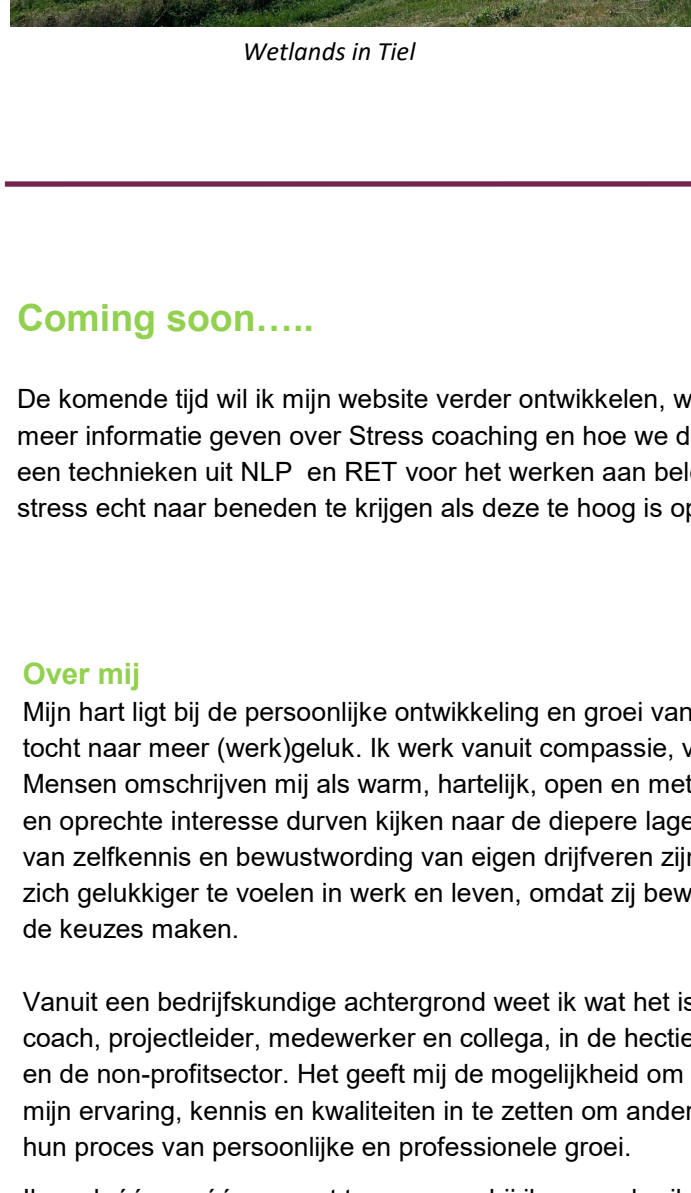 Wetlands in Tiel
Coming soon…..
De komende tijd wil ik mijn website verder ontwikkelen,
meer informatie geven over Stress coaching en hoe we
een technieken uit NLP en RET voor het werken aan
stress echt naar beneden te krijgen als deze te hoog is
Over mij
Mijn hart ligt bij de persoonlijke ontwikkeling en groei van
tocht naar meer (werk)geluk. Ik werk vanuit compassie,
Mensen omschrijven mij als warm, hartelijk, open en met
en oprechte interesse durven kijken naar de diepere
van zelfkennis en bewustwording van eigen drijfveren zijn
zich gelukkiger te voelen in werk en leven, omdat zij
de keuzes maken.
Vanuit een bedrijfskundige achtergrond weet ik wat het is
coach, projectleider, medewerker en collega, in de hectie
en de non-profitsector. Het geeft mij de mogelijkheid om
mijn ervaring, kennis en kwaliteiten in te zetten om
hun proces van persoonlijke en professionele groei.